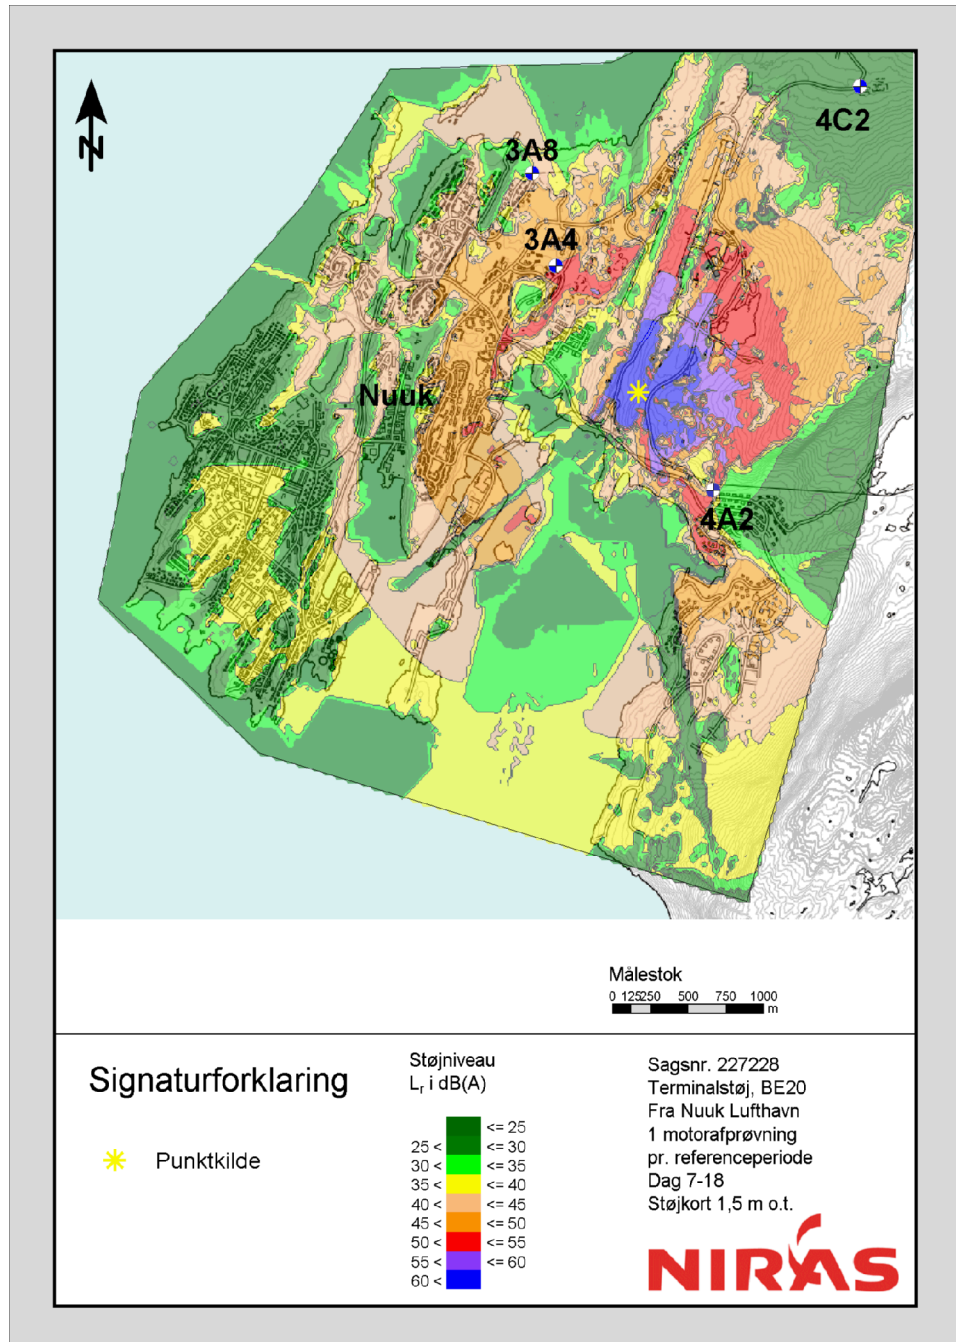 N
4C2
3A8
3A4
Nuuk
4A2
Målestok
0 125250 500 750 1000
m
Signaturforklaring
Punktkilde
Støjniveau
Lr i dB(A)
<= 25
25 < <= 30
30 < <= 35
35 < <= 40
40 < <= 45
45 < <= 50
50 < <= 55
55 < <= 60
60 <
Sagsnr. 227228
Terminalstøj, BE20
Fra Nuuk Lufthavn
1 motorafprøvning
pr. referenceperiode
Dag 7-18
Støjkort 1,5 m o.t.
NIRAS